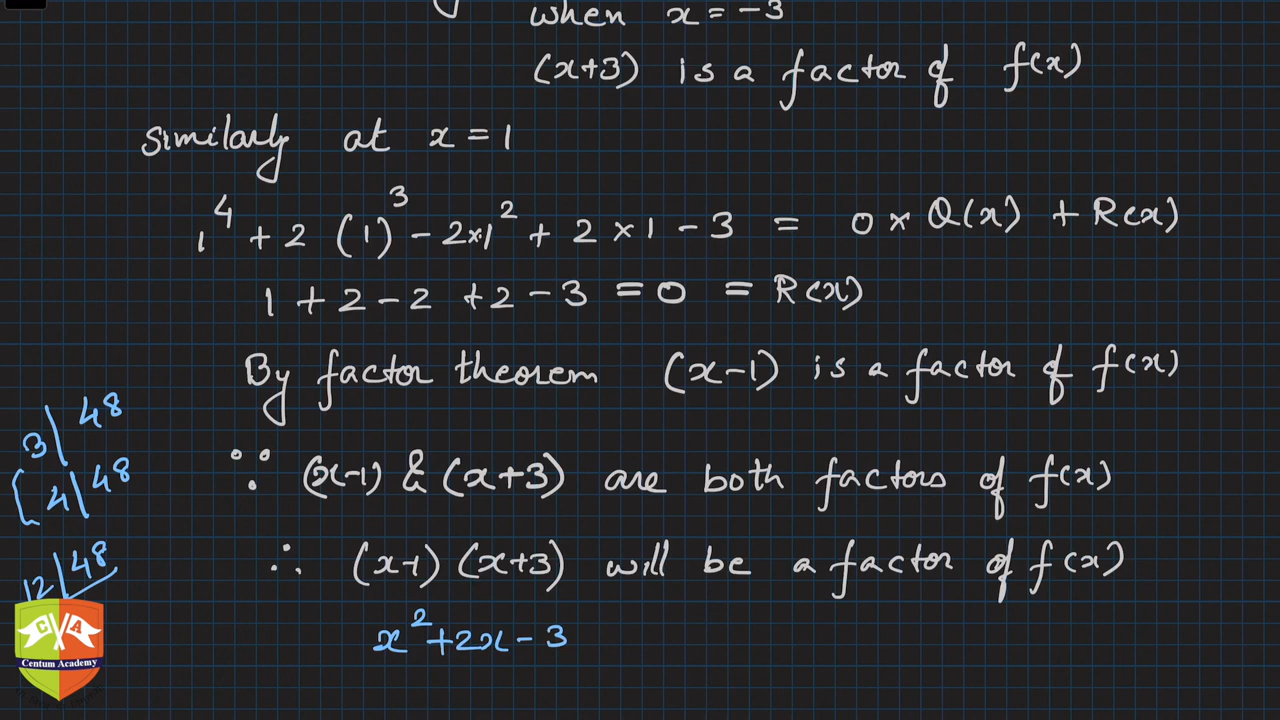 when x = -3
(x+3) is a factor of f(x)
Similarly at x = 1
1⁴ + 2 (1)³ - 2×1² + 2 × 1 - 3 = 0 × Q(x) + R(x)
1 + 2 - 2 + 2 - 3 = 0 = R(x)
By factor theorem (x-1) is a factor of f(x)
3 | 48
∵ (x-1) & (x+3) are both factors of f(x)
4 | 48
∴ (x-1) (x+3) will be a factor of f(x)
12 | 48
x² + 2x - 3
C A
Centum Academy